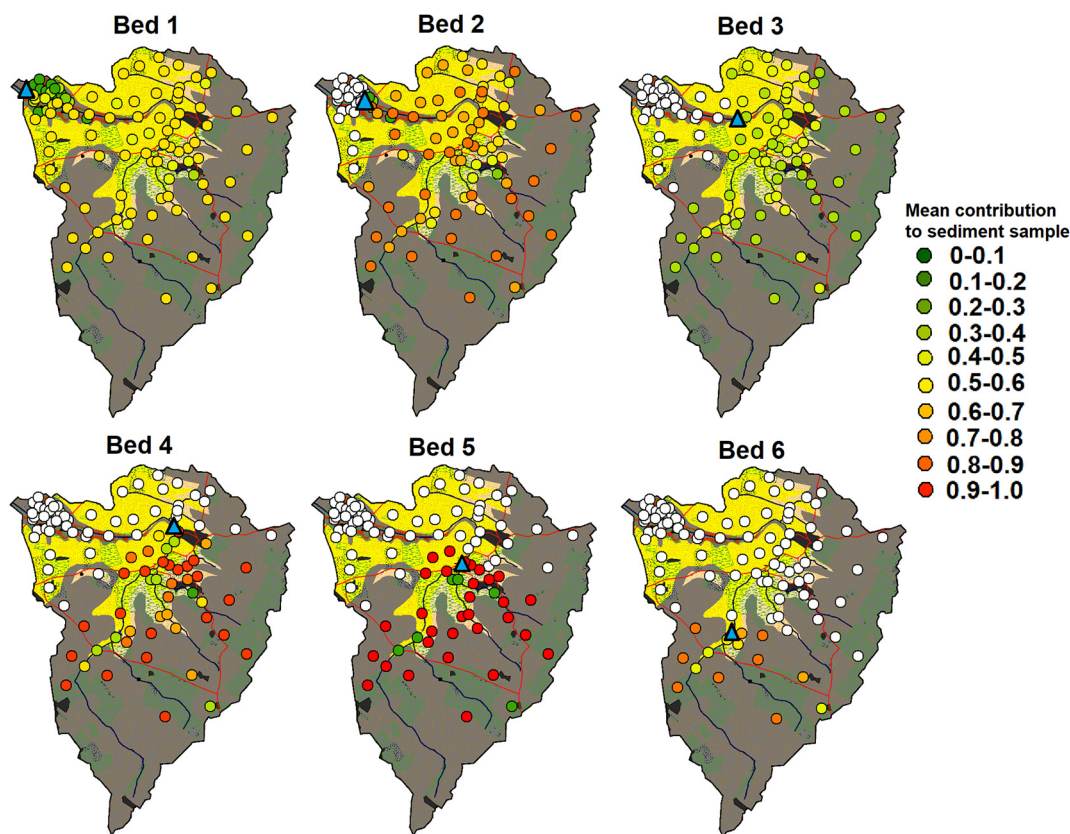 Bed 1
Bed 2
Bed 3
Mean contribution
to sediment sample
0-0.1
0.1-0.2
0.2-0.3
0.3-0.4
0.4-0.5
0.5-0.6
0.6-0.7
0.7-0.8
0.8-0.9
0.9-1.0
Bed 4
Bed 5
Bed 6